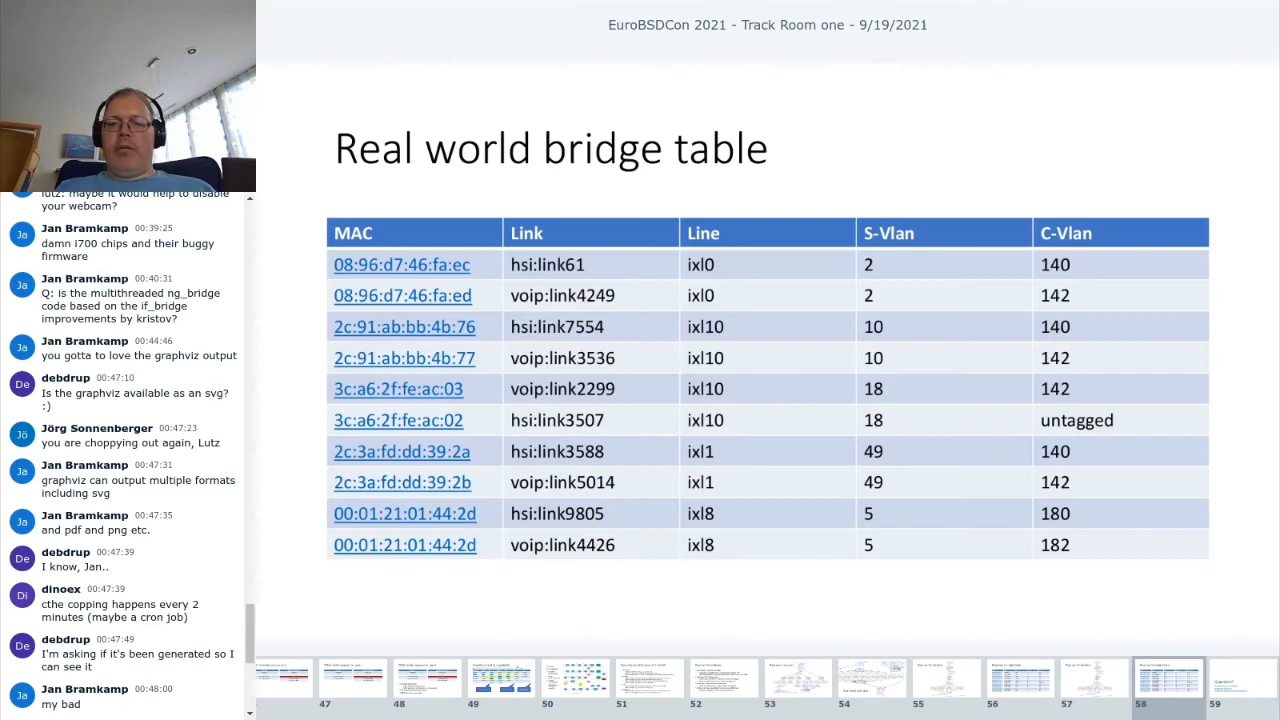 EuroBSDCon 2021 - Track Room one - 9/19/2021
lutz: maybe it would help to disable
your webcam?
Jan Bramkamp 00:39:25
damn i700 chips and their buggy
firmware
Jan Bramkamp 00:40:31
Q: is the multithreaded ng_bridge
code based on the if_bridge
improvements by kristov?
Jan Bramkamp 00:44:46
you gotta to love the graphviz output
debdrup 00:47:10
Is the graphviz available as an svg?
:)
Jörg Sonnenberger 00:47:23
you are choppying out again, Lutz
Jan Bramkamp 00:47:31
graphviz can output multiple formats
including svg
Jan Bramkamp 00:47:35
and pdf and png etc.
debdrup 00:47:39
I know, Jan..
dinoex 00:47:39
cthe copping happens every 2
minutes (maybe a cron job)
debdrup 00:47:49
I'm asking if it's been generated so I
can see it
Jan Bramkamp 00:48:00
my bad
Ja
Ja
Ja
De
Jö
Ja
Ja
De
Di
De
Ja
Real world bridge table
MAC Link Line S-Vlan C-Vlan
08:96:d7:46:fa:ec hsi:link61 ixl0 2 140
08:96:d7:46:fa:ed voip:link4249 ixl0 2 142
2c:91:ab:bb:4b:76 hsi:link7554 ixl10 10 140
2c:91:ab:bb:4b:77 voip:link3536 ixl10 10 142
3c:a6:2f:fe:ac:03 voip:link2299 ixl10 18 142
3c:a6:2f:fe:ac:02 hsi:link3507 ixl10 18 untagged
2c:3a:fd:dd:39:2a hsi:link3588 ixl1 49 140
2c:3a:fd:dd:39:2b voip:link5014 ixl1 49 142
00:01:21:01:44:2d hsi:link9805 ixl8 5 180
00:01:21:01:44:2d voip:link4426 ixl8 5 182
47 48 49 50 51 52 53 54 55 56 57 58 59